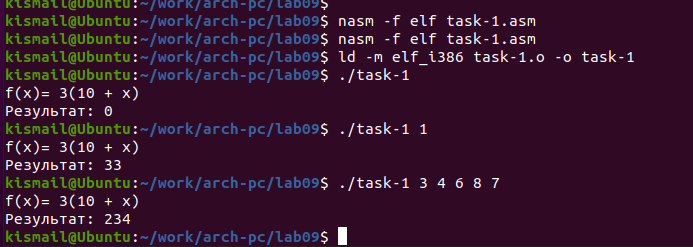 kismail@Ubuntu:~/work/arch-pc/lab09$
kismail@Ubuntu:~/work/arch-pc/lab09$ nasm -f elf task-1.asm
kismail@Ubuntu:~/work/arch-pc/lab09$ nasm -f elf task-1.asm
kismail@Ubuntu:~/work/arch-pc/lab09$ ld -m elf_i386 task-1.o -o task-1
kismail@Ubuntu:~/work/arch-pc/lab09$ ./task-1
f(x)= 3(10 + x)
Результат: 0
kismail@Ubuntu:~/work/arch-pc/lab09$ ./task-1 1
f(x)= 3(10 + x)
Результат: 33
kismail@Ubuntu:~/work/arch-pc/lab09$ ./task-1 3 4 6 8 7
f(x)= 3(10 + x)
Результат: 234
kismail@Ubuntu:~/work/arch-pc/lab09$